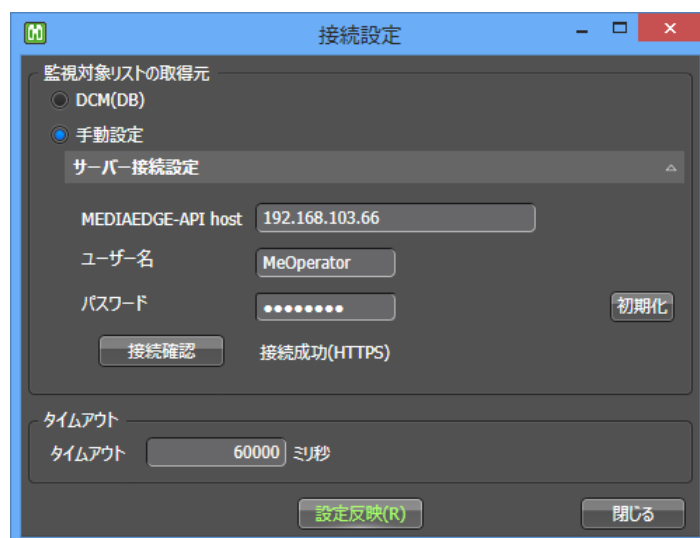 接続設定
監視対象リストの取得元
DCM(DB)
手動設定
サーバー接続設定
MEDIAEDGE-API host 192.168.103.66
ユーザー名 MeOperator
パスワード ●●●●●●●● 初期化
接続確認 接続成功(HTTPS)
タイムアウト
タイムアウト 60000 ミリ秒
設定反映(R) 閉じる